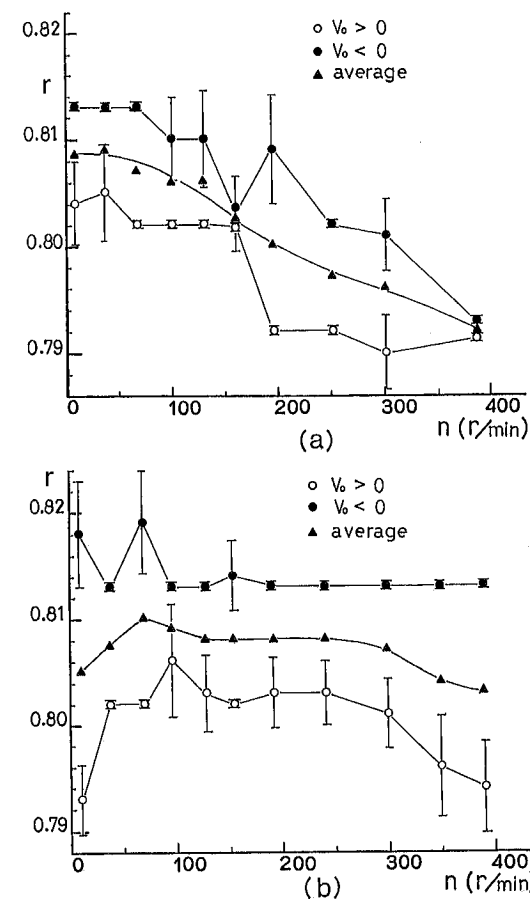 0.82
r
V₀ > 0
V₀ < 0
average
0.81
0.80
0.79
0 100 200 300 400
(a) n (r/min)
r
V₀ > 0
V₀ < 0
average
0.82
0.81
0.80
0.79
0 100 200 300 400
(b) n (r/min)